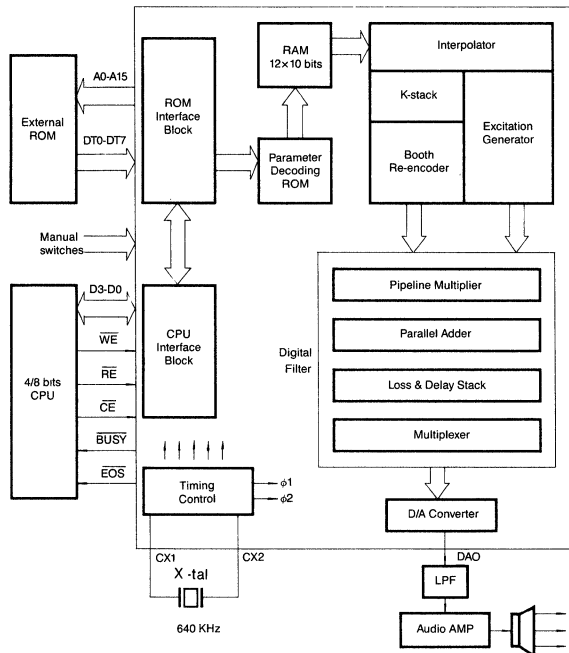 A0-A15
External
ROM
DT0-DT7
ROM
Interface
Block
RAM
12×10 bits
Parameter
Decoding
ROM
Interpolator
K-stack
Booth
Re-encoder
Excitation
Generator
Manual
switches
D3-D0
4/8 bits
CPU
WE
RE
CE
BUSY
EOS
CPU
Interface
Block
Timing
Control
ϕ1
ϕ2
CX1
CX2
X-tal
640 KHz
Digital
Filter
Pipeline Multiplier
Parallel Adder
Loss & Delay Stack
Multiplexer
D/A Converter
DAO
LPF
Audio AMP